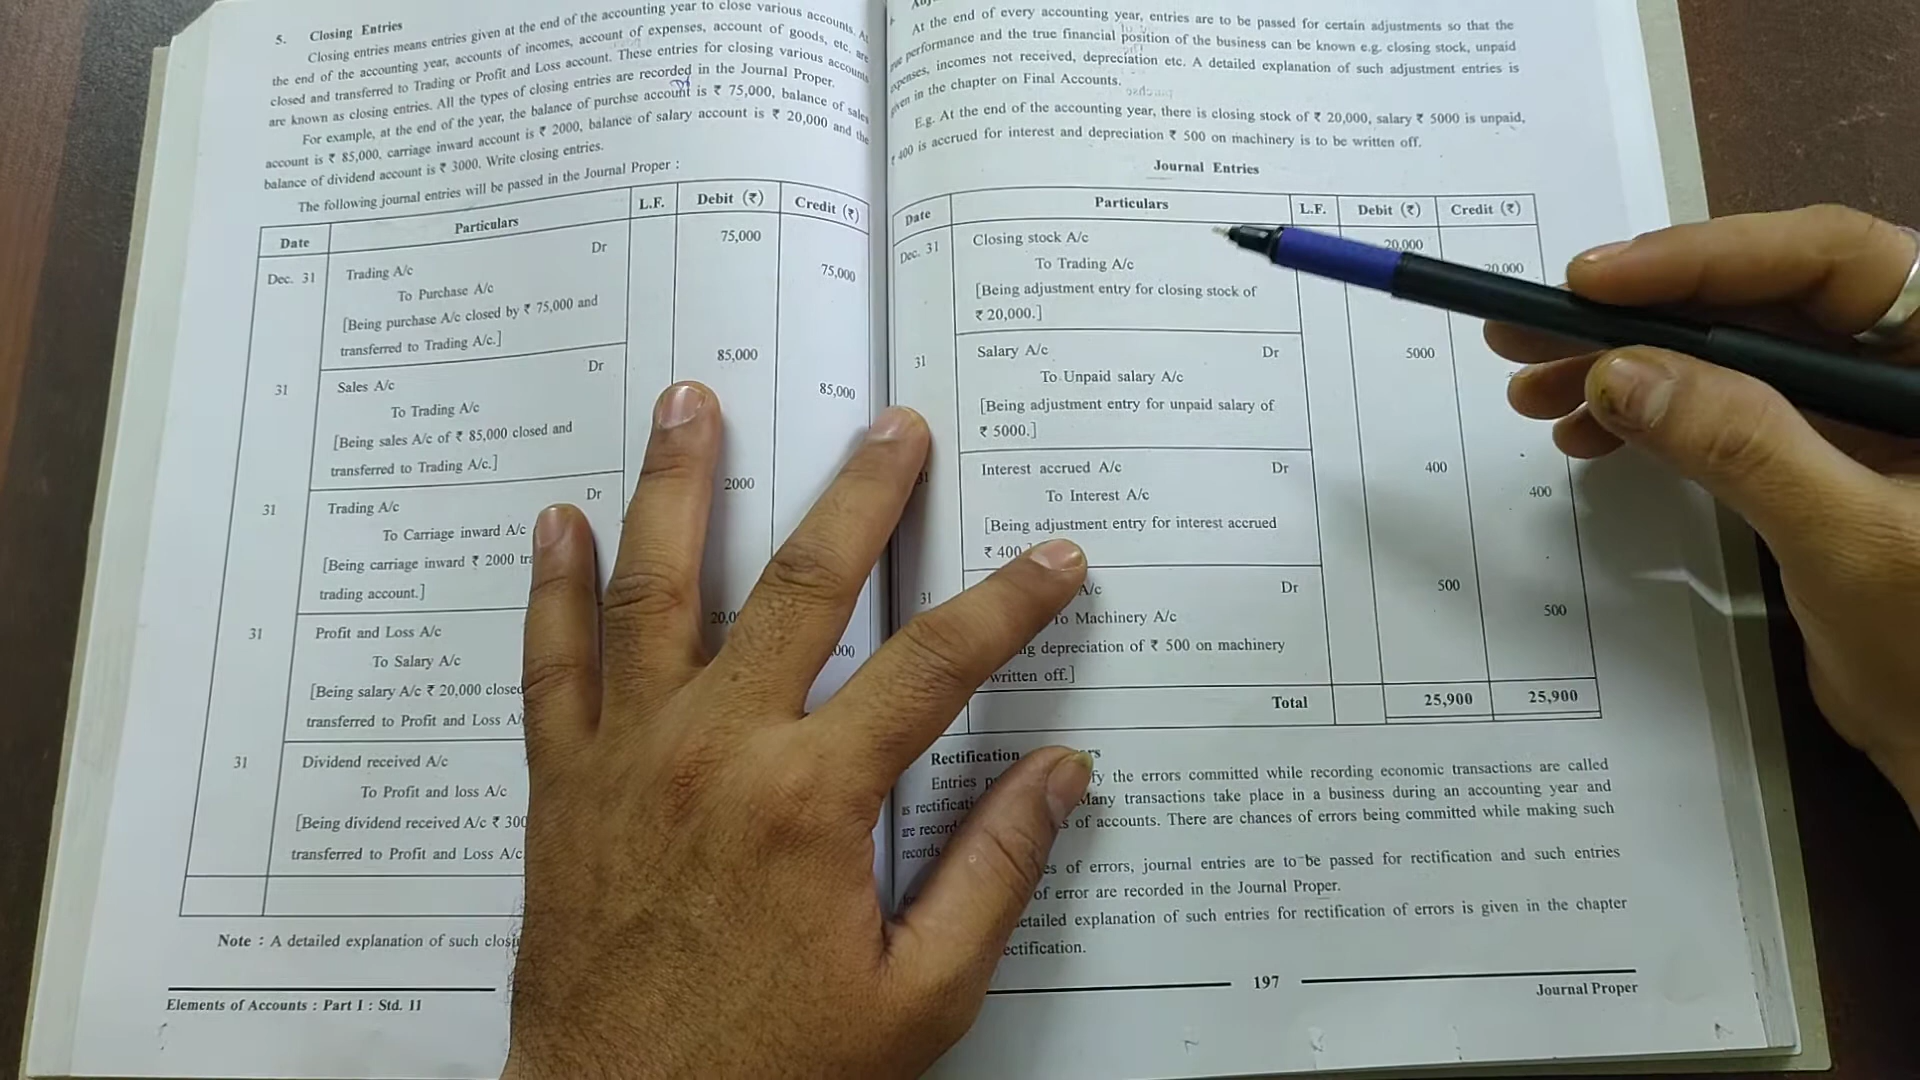 5. Closing Entries
Closing entries means entries given at the end of the accounting year to close various accounts. At
the end of the accounting year, accounts of incomes, account of expenses, account of goods, etc. are
closed and transferred to Trading or Profit and Loss account. These entries for closing various accounts
are known as closing entries. All the types of closing entries are recorded in the Journal Proper.
For example, at the end of the year, the balance of purchse account is ₹ 75,000, balance of sales
account is ₹ 85,000, carriage inward account is ₹ 2000, balance of salary account is ₹ 20,000 and the
balance of dividend account is ₹ 3000. Write closing entries.
The following journal entries will be passed in the Journal Proper :
Date Particulars L.F. Debit (₹) Credit (₹)
Dec. 31 Trading A/c Dr 75,000
To Purchase A/c 75,000
[Being purchase A/c closed by ₹ 75,000 and
transferred to Trading A/c.]
31 Sales A/c Dr 85,000
To Trading A/c 85,000
[Being sales A/c of ₹ 85,000 closed and
transferred to Trading A/c.]
31 Trading A/c Dr 2000
To Carriage inward A/c
[Being carriage inward ₹ 2000
trading account.]
31 Profit and Loss A/c
To Salary A/c
[Being salary A/c ₹ 20,000 closed
transferred to Profit and Loss
31 Dividend received A/c
To Profit and loss A/c
[Being dividend received A/c ₹
transferred to Profit and Loss A/c
Note : A detailed explanation of such
Elements of Accounts : Part I : Std. 11
At the end of every accounting year, entries are to be passed for certain adjustments so that the
performance and the true financial position of the business can be known e.g. closing stock, unpaid
incomes not received, depreciation etc. A detailed explanation of such adjustment entries is
in the chapter on Final Accounts.
E.g. At the end of the accounting year, there is closing stock of ₹ 20,000, salary ₹ 5000 is unpaid,
₹ 400 is accrued for interest and depreciation ₹ 500 on machinery is to be written off.
Journal Entries
Date Particulars L.F. Debit (₹) Credit (₹)
Dec. 31 Closing stock A/c 20,000
To Trading A/c 20,000
[Being adjustment entry for closing stock of
₹ 20,000.]
31 Salary A/c Dr 5000
To Unpaid salary A/c
[Being adjustment entry for unpaid salary of
₹ 5000.]
31 Interest accrued A/c Dr 400
To Interest A/c 400
[Being adjustment entry for interest accrued
₹ 400
31 A/c Dr 500
To Machinery A/c 500
depreciation of ₹ 500 on machinery
written off.]
Total 25,900 25,900
Rectification
Entries the errors committed while recording economic transactions are called
as Many transactions take place in a business during an accounting year and
are of accounts. There are chances of errors being committed while making such
records
of errors, journal entries are to be passed for rectification and such entries
of error are recorded in the Journal Proper.
explanation of such entries for rectification of errors is given in the chapter
197
Journal Proper